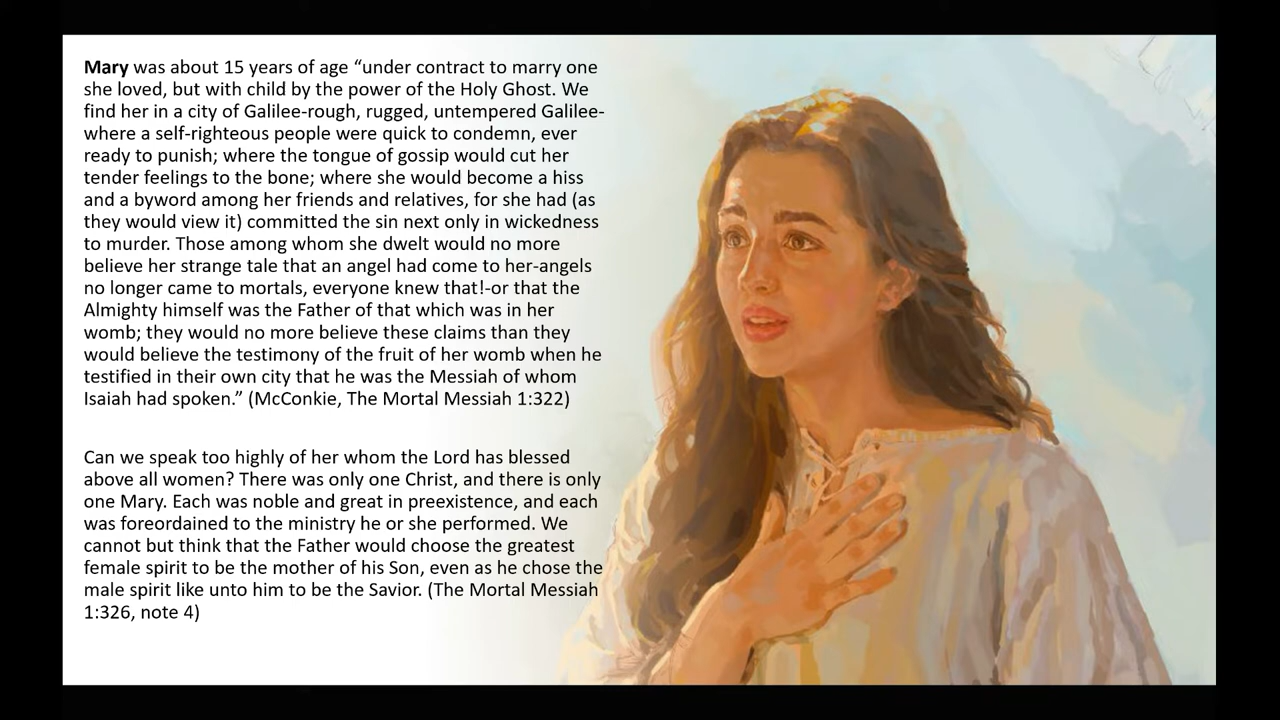 Mary was about 15 years of age “under contract to marry one
she loved, but with child by the power of the Holy Ghost. We
find her in a city of Galilee-rough, rugged, untempered Galilee-
where a self-righteous people were quick to condemn, ever
ready to punish; where the tongue of gossip would cut her
tender feelings to the bone; where she would become a hiss
and a byword among her friends and relatives, for she had (as
they would view it) committed the sin next only in wickedness
to murder. Those among whom she dwelt would no more
believe her strange tale that an angel had come to her-angels
no longer came to mortals, everyone knew that!-or that the
Almighty himself was the Father of that which was in her
womb; they would no more believe these claims than they
would believe the testimony of the fruit of her womb when he
testified in their own city that he was the Messiah of whom
Isaiah had spoken.” (McConkie, The Mortal Messiah 1:322)
Can we speak too highly of her whom the Lord has blessed
above all women? There was only one Christ, and there is only
one Mary. Each was noble and great in preexistence, and each
was foreordained to the ministry he or she performed. We
cannot but think that the Father would choose the greatest
female spirit to be the mother of his Son, even as he chose the
male spirit like unto him to be the Savior. (The Mortal Messiah
1:326, note 4)